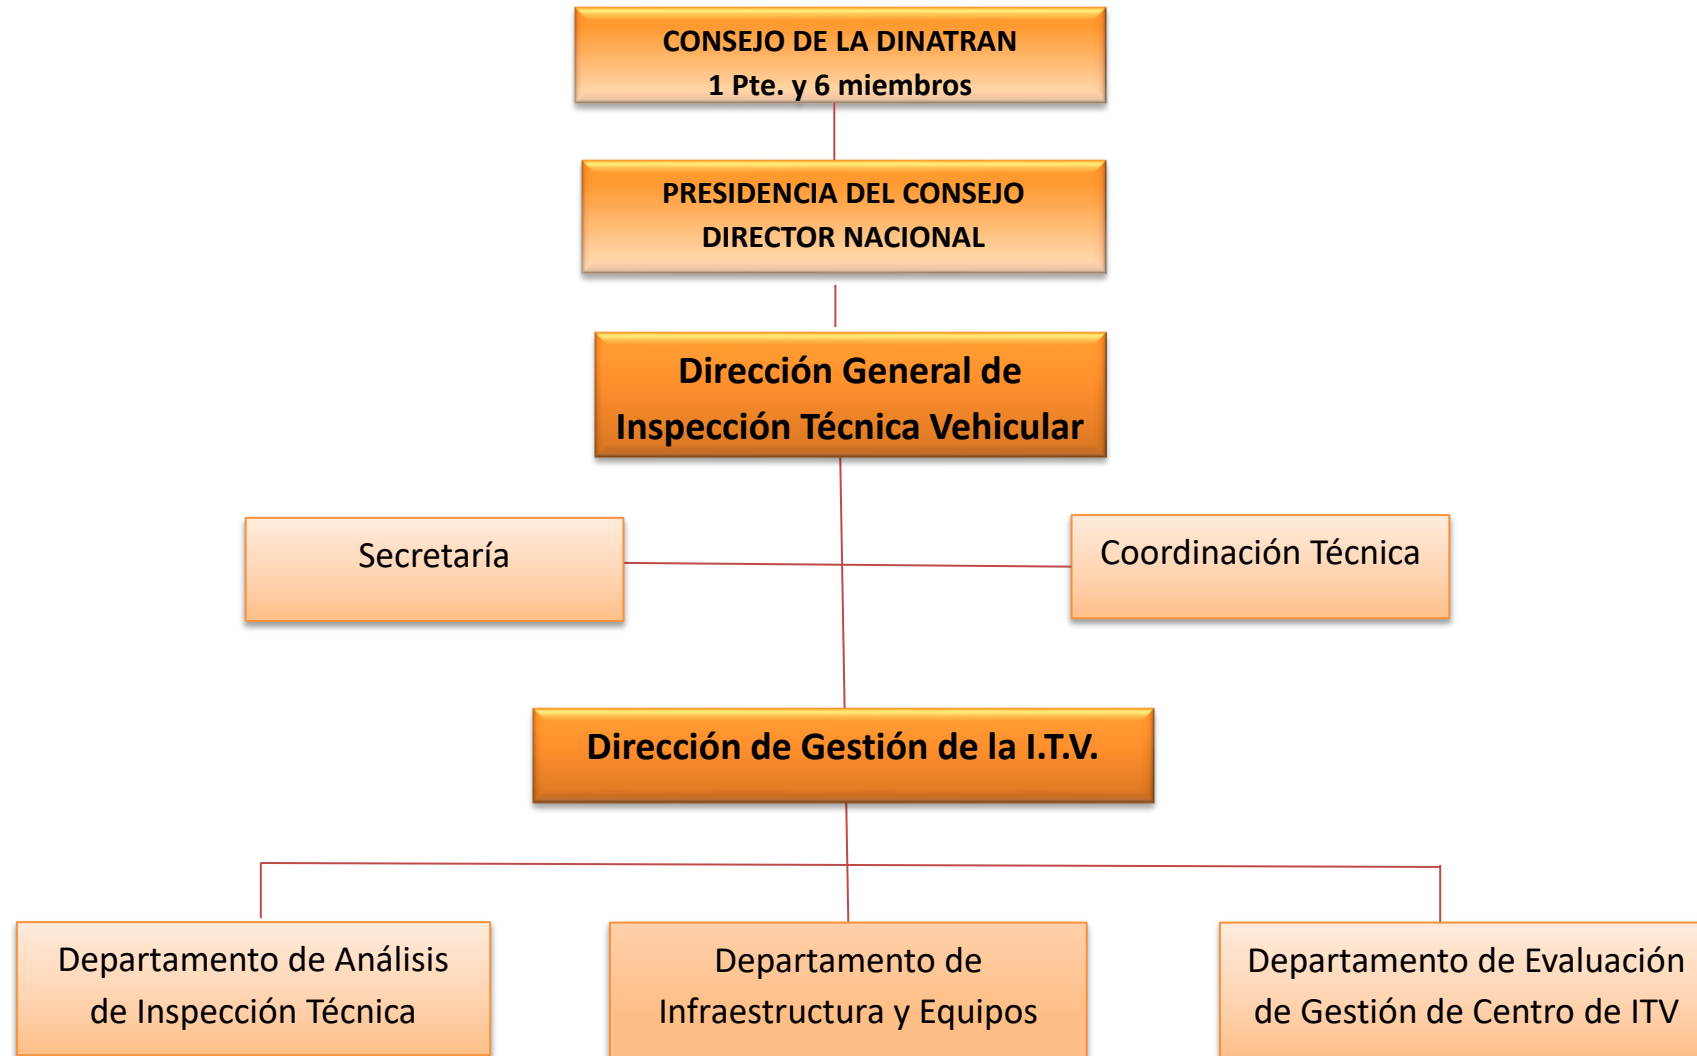 CONSEJO DE LA DINATRAN
1 Pte. y 6 miembros
PRESIDENCIA DEL CONSEJO
DIRECTOR NACIONAL
Dirección General de
Inspección Técnica Vehicular
Secretaría
Coordinación Técnica
Dirección de Gestión de la I.T.V.
Departamento de Análisis
de Inspección Técnica
Departamento de
Infraestructura y Equipos
Departamento de Evaluación
de Gestión de Centro de ITV